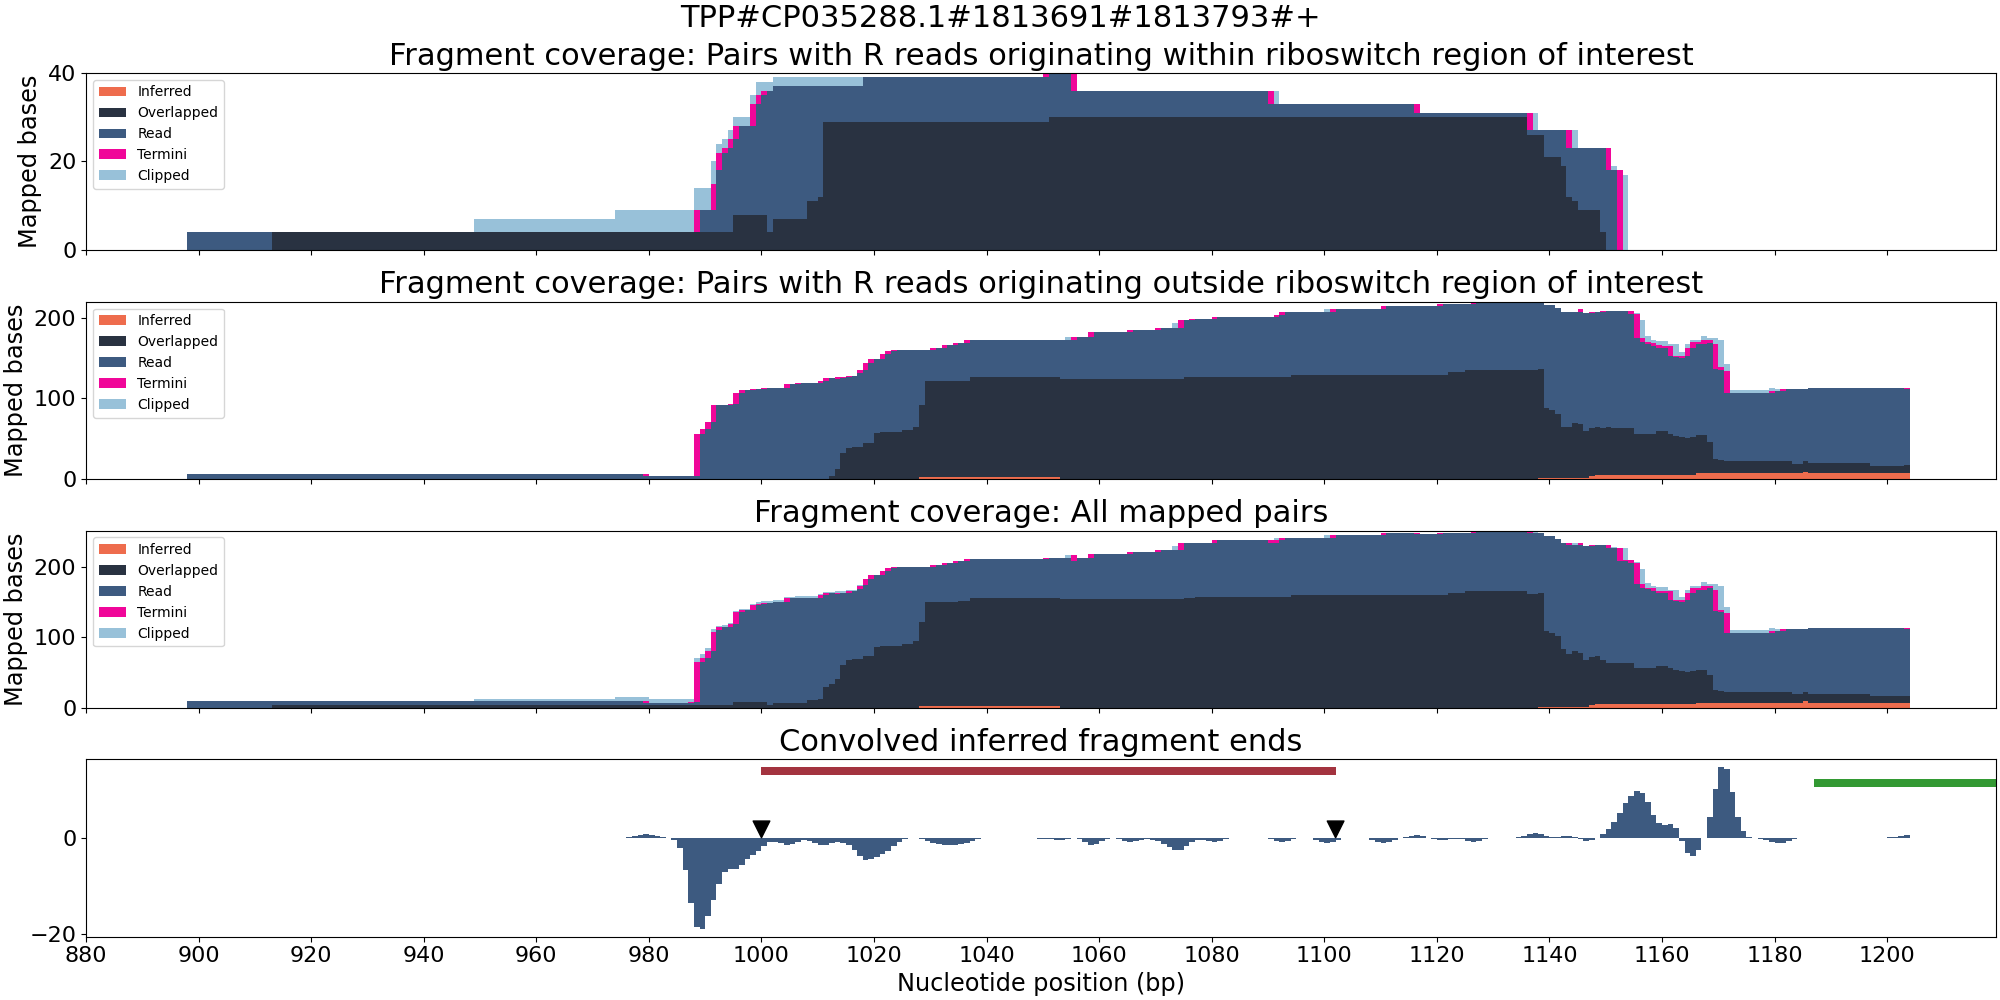 TPP#CP035288.1#1813691#1813793#+
Fragment coverage: Pairs with R reads originating within riboswitch region of interest
Mapped bases
40
20
0
Inferred
Overlapped
Read
Termini
Clipped
Fragment coverage: Pairs with R reads originating outside riboswitch region of interest
Mapped bases
200
100
0
Inferred
Overlapped
Read
Termini
Clipped
Fragment coverage: All mapped pairs
Mapped bases
200
100
0
Inferred
Overlapped
Read
Termini
Clipped
Convolved inferred fragment ends
0
−20
880 900 920 940 960 980 1000 1020 1040 1060 1080 1100 1120 1140 1160 1180 1200
Nucleotide position (bp)